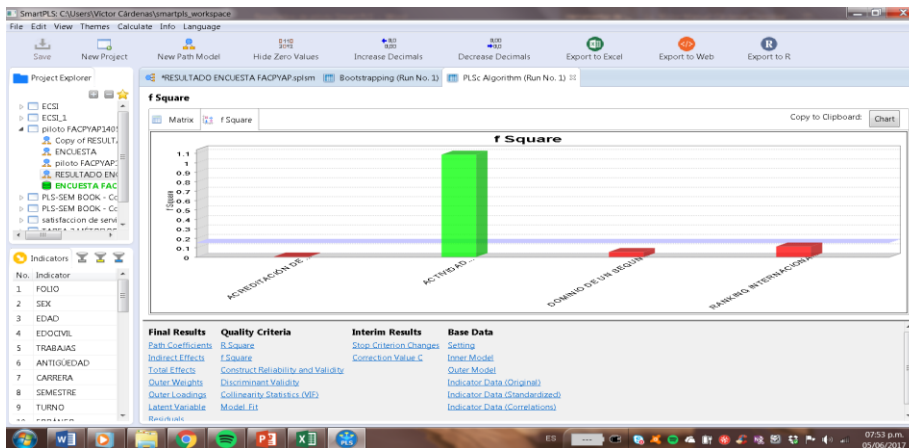 SmartPLS: C:\Users\Víctor Cárdenas\smartpls_workspace
File Edit View Themes Calculate Info Language
Save New Project New Path Model Hide Zero Values Increase Decimals Decrease Decimals Export to Excel Export to Web Export to R
Project Explorer
ECSI
ECSI_1
piloto FACPYAP140
Copy of RESULT
ENCUESTA
piloto FACPYAP
RESULTADO EN
ENCUESTA FAC
PLS-SEM BOOK - Co
PLS-SEM BOOK - Co
satisfaccion de servi
Indicators
No. Indicator
1 FOLIO
2 SEX
3 EDAD
4 EDOCIVIL
5 TRABAJAS
6 ANTIGÜEDAD
7 CARRERA
8 SEMESTRE
9 TURNO
*RESULTADO ENCUESTA FACPYAP.splsm Bootstrapping (Run No. 1) PLSc Algorithm (Run No. 1)
f Square
Matrix f Square
Copy to Clipboard: Chart
f Square
f Square
1.1
1
0.9
0.8
0.7
0.6
0.5
0.4
0.3
0.2
0.1
0
ACREDITACIÓN DE
ACTIVIDAD...
DOMINIO DE UN SEGUN
RANKING INTERNACIONA
Final Results Quality Criteria Interim Results Base Data
Path Coefficients R Square Stop Criterion Changes Setting
Indirect Effects f Square Correction Value C Inner Model
Total Effects Construct Reliability and Validity Outer Model
Outer Weights Discriminant Validity Indicator Data (Original)
Outer Loadings Collinearity Statistics (VIF) Indicator Data (Standardized)
Latent Variable Model_Fit Indicator Data (Correlations)
Residuals
ES
07:53 p.m.
05/06/2017